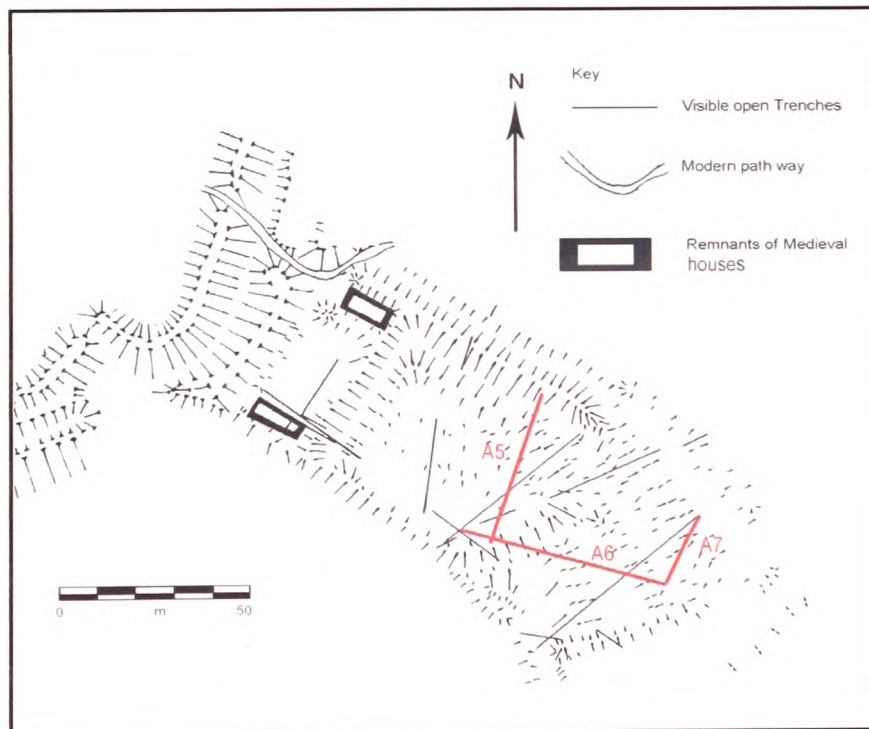 N
Key
Visible open Trenches
Modern path way
Remnants of Medieval
houses
A5
A6
A7
0
m
50